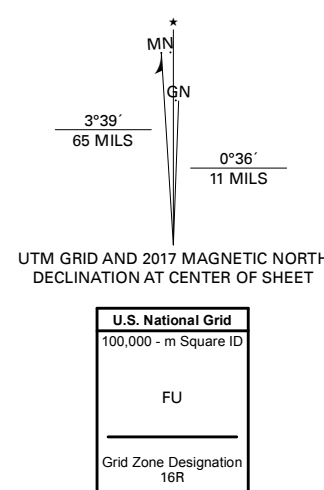 ★
MN
GN
3°39´
65 MILS
0°36´
11 MILS
UTM GRID AND 2017 MAGNETIC NORTH
DECLINATION AT CENTER OF SHEET
U.S. National Grid
100,000 - m Square ID
FU
Grid Zone Designation
16R